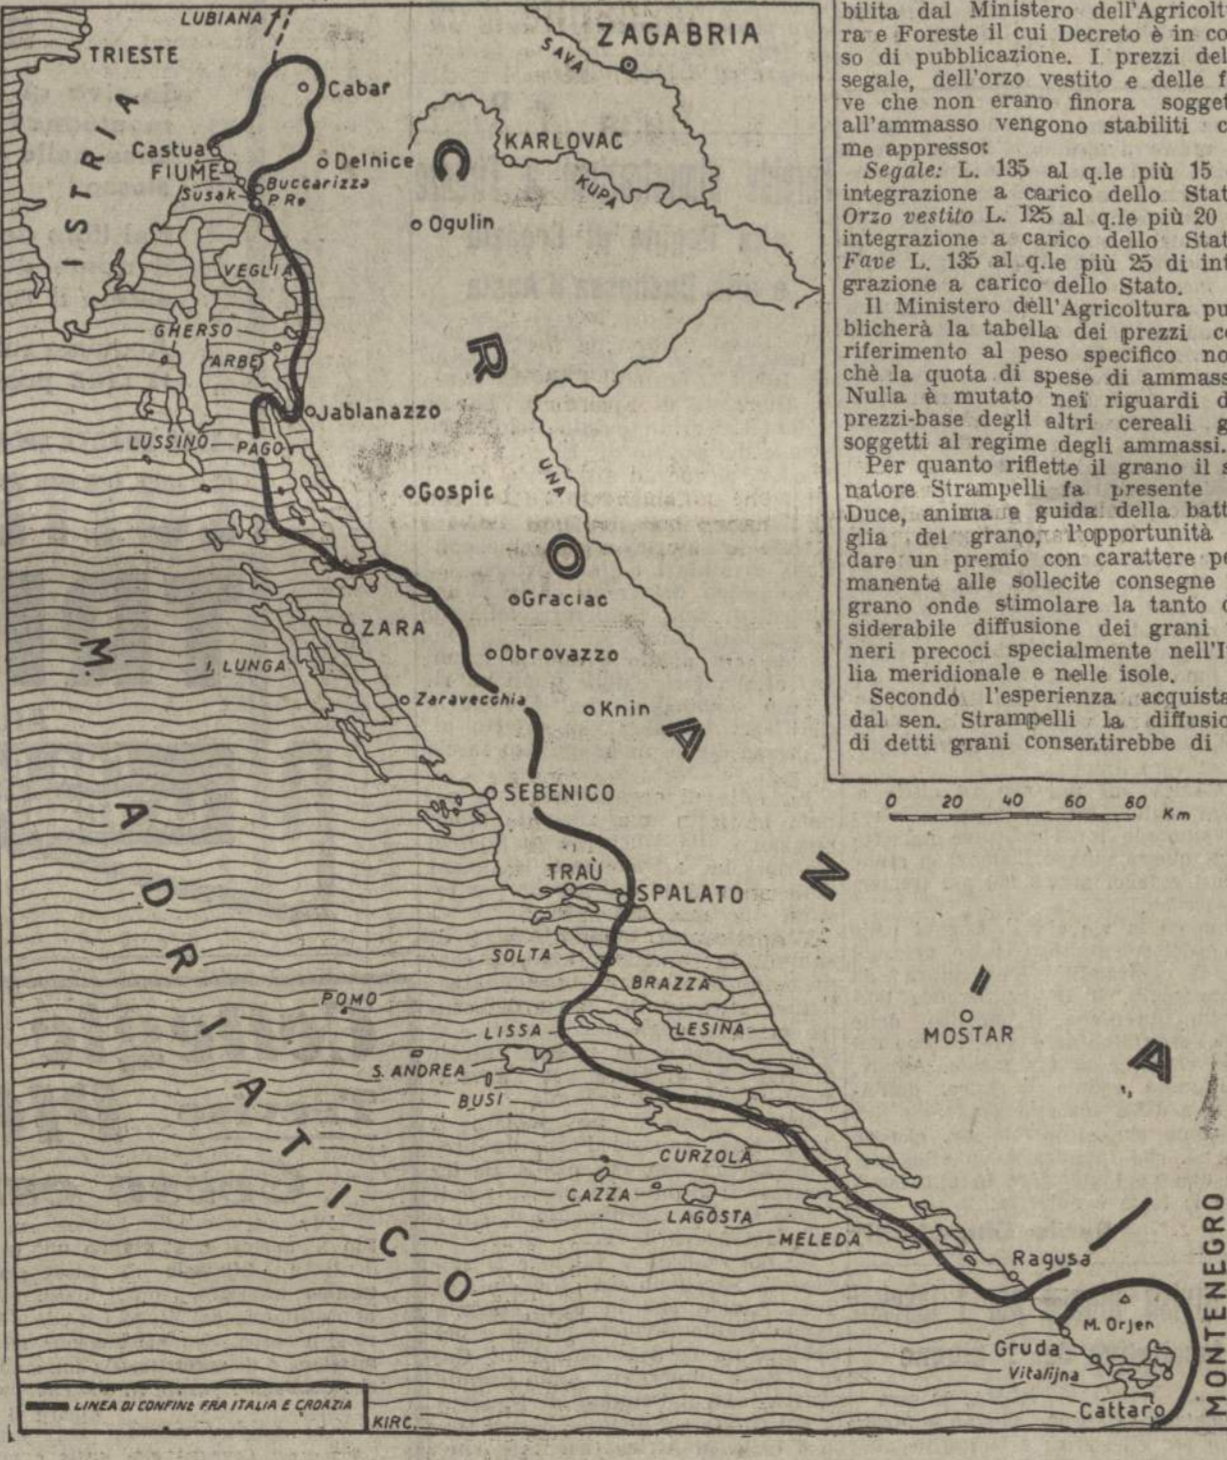 LUBIANA
TRIESTE
ISTRIA
SAVA
ZAGABRIA
Cabar
Castua
FIUME
Susak
Delnice
Buccarizza
P. Re
KARLOVAC
KUPA
Ogulin
VEGLIA
GHERSO
ARBE
Jablanazzo
LUSSINO
PAGO
UNA
Gospic
Graciac
ZARA
Obrovazzo
I. LUNGA
Zaravecchia
Knin
SEBENICO
TRAÙ
SPALATO
SOLTA
BRAZZA
POMO
LISSA
LESINA
S. ANDREA
BUSI
MOSTAR
CURZOLA
CAZZA
LAGOSTA
MELEDA
Ragusa
M. Orjen
Gruda
Vitalijna
Cattaro
MONTENEGRO
CROAZIA
M. ADRIATICO
LINEA DI CONFINE FRA ITALIA E CROAZIA
KIRC.
0 20 40 60 80 Km
bilita dal Ministero dell'Agricoltu
ra e Foreste il cui Decreto è in co
so di pubblicazione. I prezzi del
segale, dell'orzo vestito e delle f
ve che non erano finora sogget
all'ammasso vengono stabiliti c
me appresso:
Segale: L. 135 al q.le più 15
integrazione a carico dello Stat
Orzo vestito L. 125 al q.le più 20
integrazione a carico dello Stat
Fave L. 135 al q.le più 25 di int
grazione a carico dello Stato.
Il Ministero dell'Agricoltura pu
blicherà la tabella dei prezzi co
riferimento al peso specifico no
chè la quota di spese di ammass
Nulla è mutato nei riguardi d
prezzi-base degli altri cereali g
soggetti al regime degli ammassi.
Per quanto riflette il grano il s
natore Strampelli fa presente
Duce, anima e guida della batt
glia del grano, l'opportunità
dare un premio con carattere pe
manente alle sollecite consegne
grano onde stimolare la tanto d
siderabile diffusione dei grani
neri precoci specialmente nell'I
lia meridionale e nelle isole.
Secondo l'esperienza acquista
dal sen. Strampelli la diffusio
di detti grani consentirebbe di